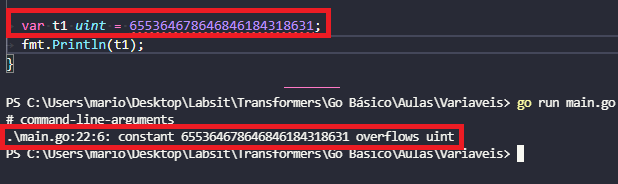 var t1 uint = 655364678646846184318631;
fmt.Println(t1);
}
PS C:\Users\mario\Desktop\Labsit\Transformers\Go Básico\Aulas\Variaveis> go run main.go
# command-line-arguments
.\main.go:22:6: constant 655364678646846184318631 overflows uint
PS C:\Users\mario\Desktop\Labsit\Transformers\Go Básico\Aulas\Variaveis>